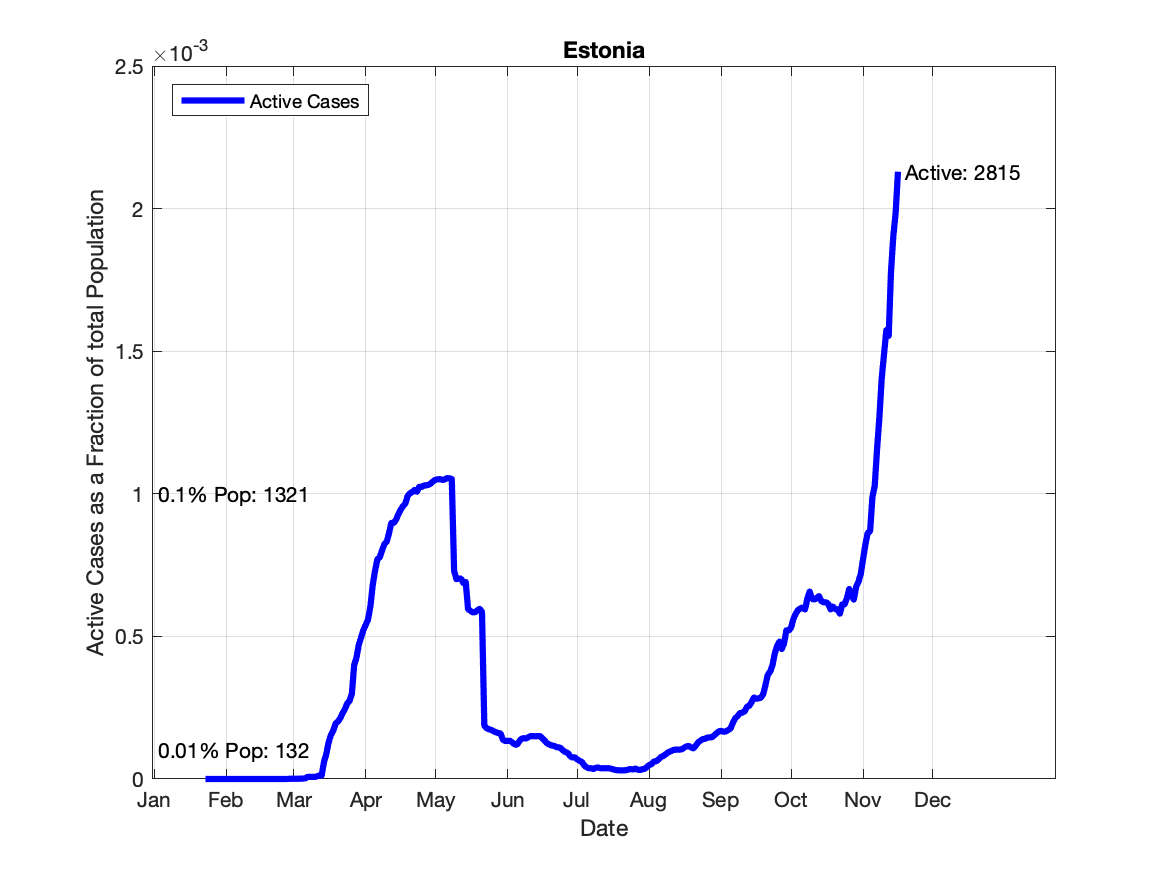 Estonia
×10-3
2.5
2
1.5
1
0.5
0
Active Cases
Active: 2815
0.1% Pop: 1321
0.01% Pop: 132
Active Cases as a Fraction of total Population
Jan Feb Mar Apr May Jun Jul Aug Sep Oct Nov Dec
Date